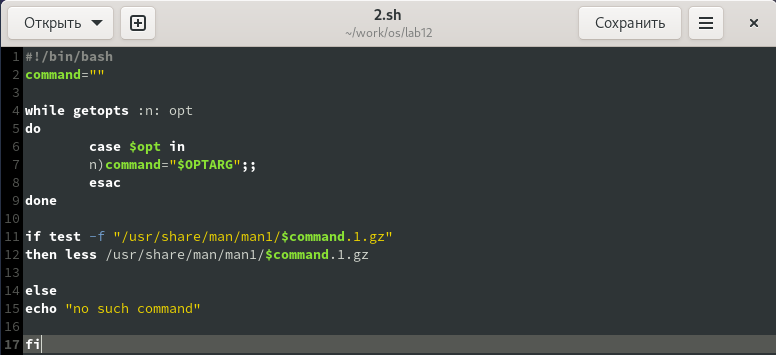 Открыть
2.sh
~/work/os/lab12
Сохранить
1 #!/bin/bash
2 command=""
3
4 while getopts :n: opt
5 do
6         case $opt in
7         n)command="$OPTARG";;
8         esac
9 done
10
11 if test -f "/usr/share/man/man1/$command.1.gz"
12 then less /usr/share/man/man1/$command.1.gz
13
14 else
15 echo "no such command"
16
17 fi